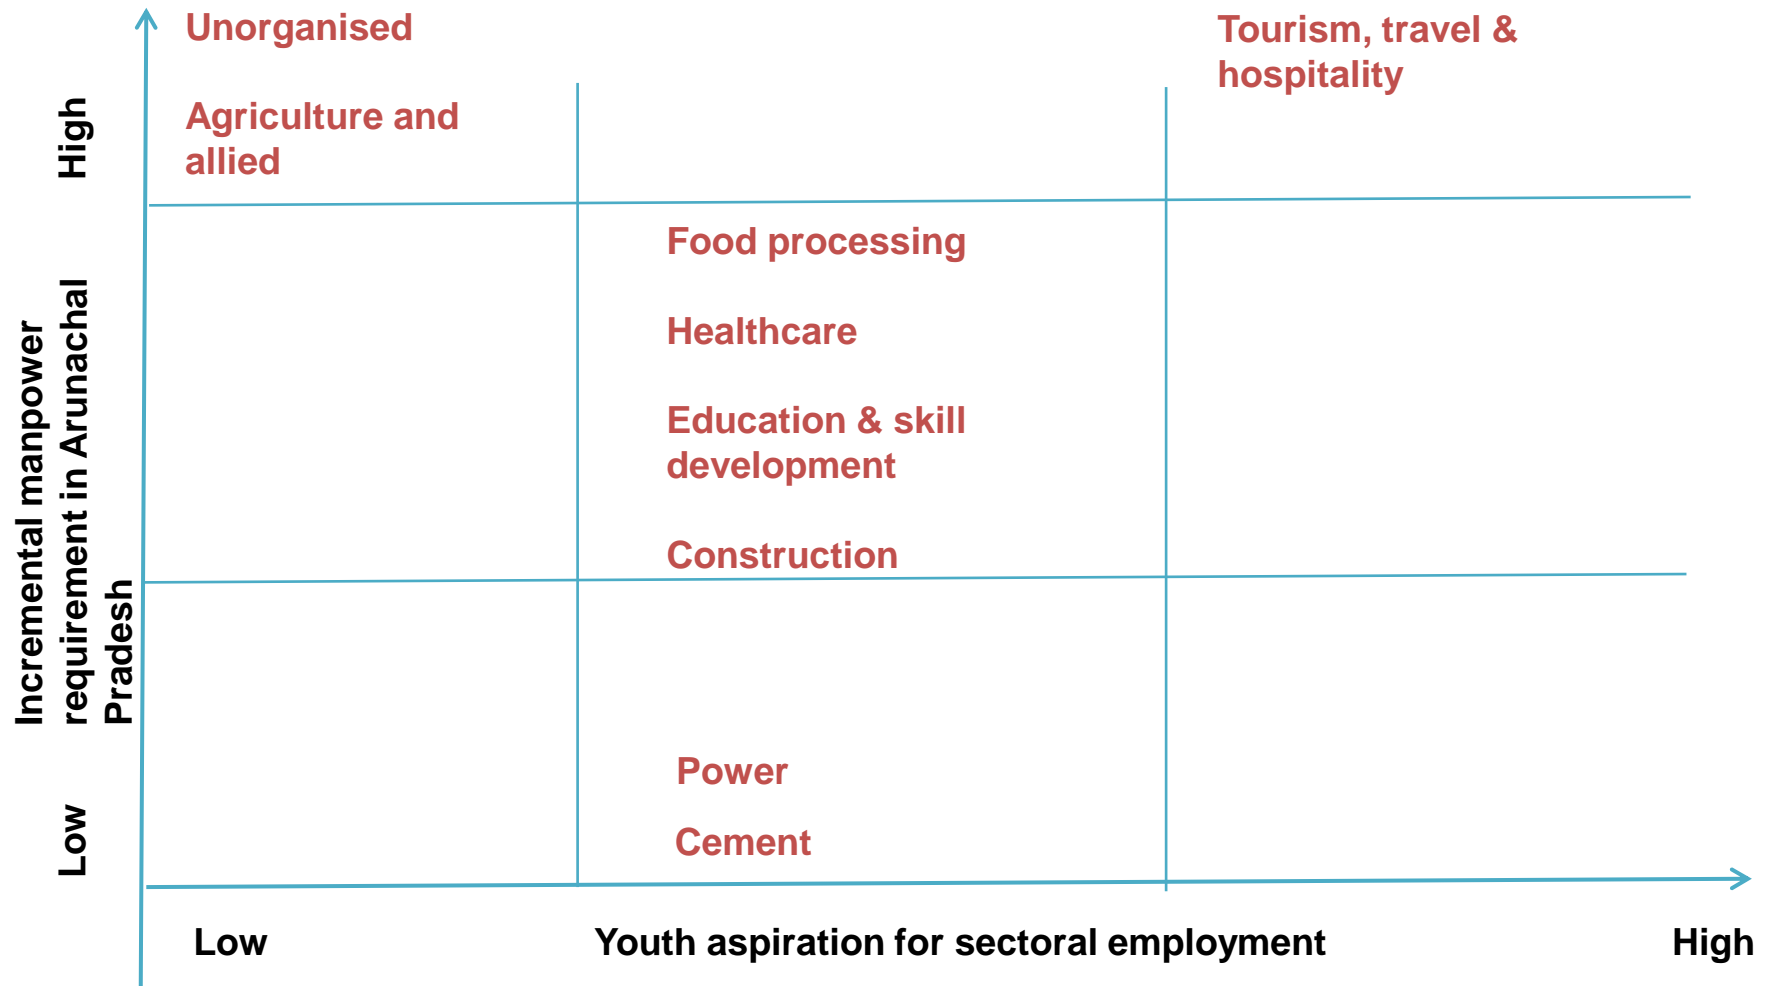 Unorganised
Agriculture and
allied
Tourism, travel &
hospitality
Food processing
Healthcare
Education & skill
development
Construction
Power
Cement
High
Incremental manpower
requirement in Arunachal
Pradesh
Low
Low
Youth aspiration for sectoral employment
High